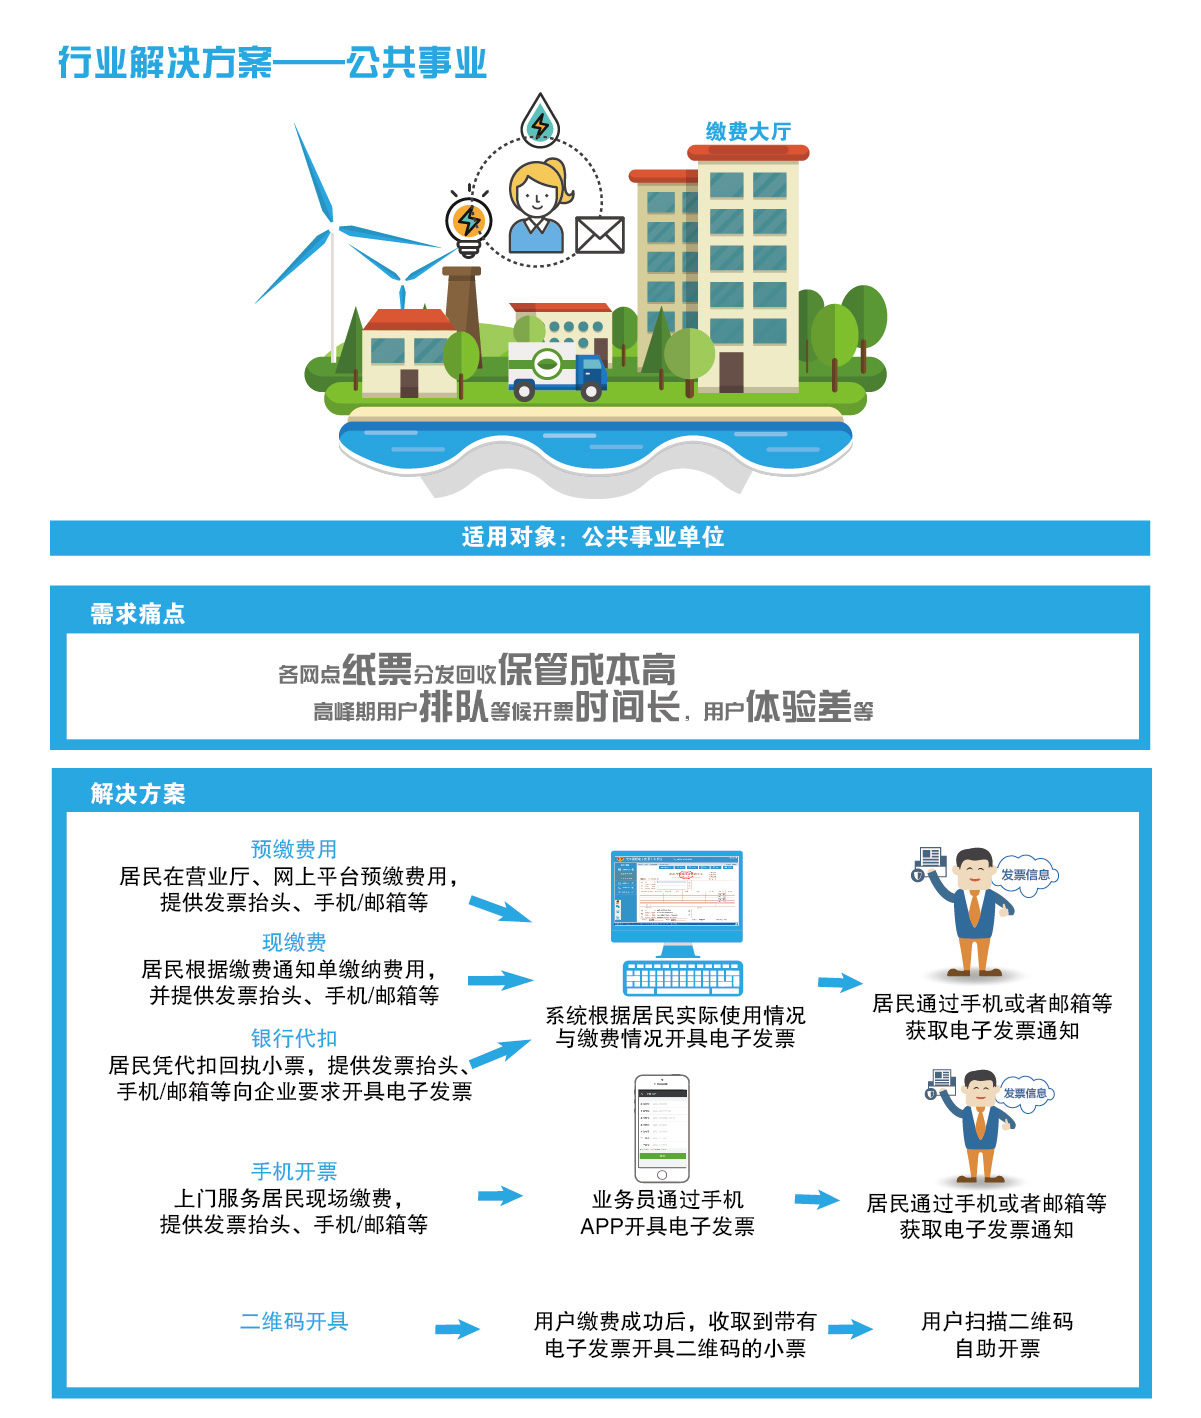 行业解决方案——公共事业
缴费大厅
适用对象：公共事业单位
需求痛点
各网点纸票分发回收保管成本高
高峰期用户排队等候开票时间长，用户体验差等
解决方案
预缴费用
居民在营业厅、网上平台预缴费用，
提供发票抬头、手机/邮箱等
现缴费
居民根据缴费通知单缴纳费用，
并提供发票抬头、手机/邮箱等
银行代扣
居民凭代扣回执小票，提供发票抬头、
手机/邮箱等向企业要求开具电子发票
系统根据居民实际使用情况
与缴费情况开具电子发票
发票信息
居民通过手机或者邮箱等
获取电子发票通知
手机开票
上门服务居民现场缴费，
提供发票抬头、手机/邮箱等
业务员通过手机
APP开具电子发票
发票信息
居民通过手机或者邮箱等
获取电子发票通知
二维码开具
用户缴费成功后，收取到带有
电子发票开具二维码的小票
用户扫描二维码
自助开票